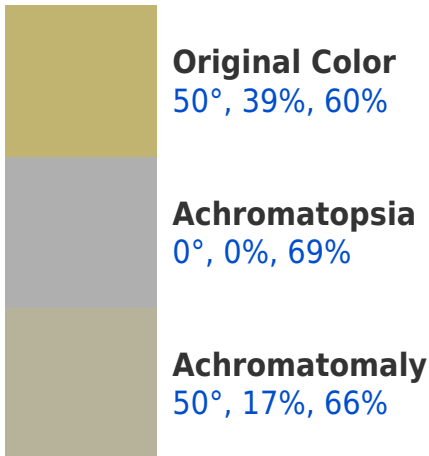 Original Color
50°, 39%, 60%
Achromatopsia
0°, 0%, 69%
Achromatomaly
50°, 17%, 66%